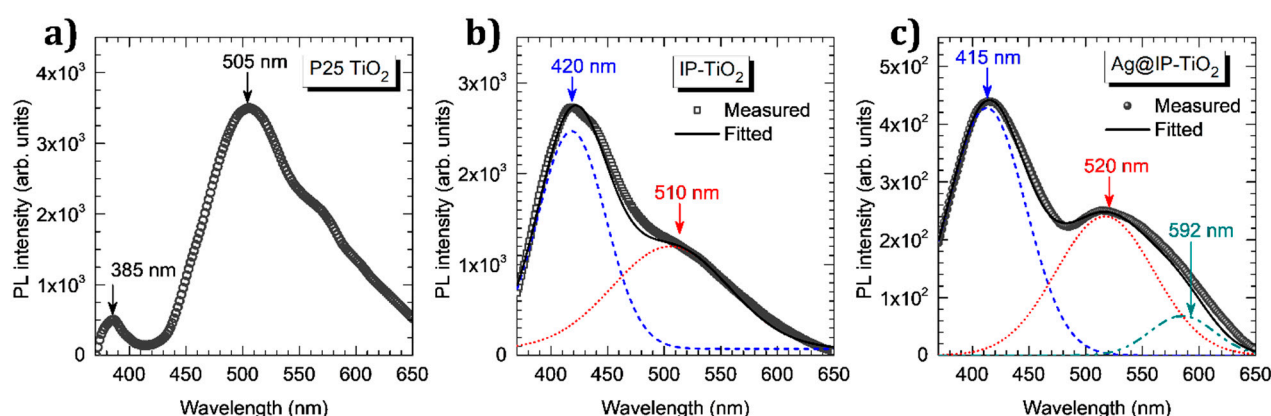 a)
505 nm
P25 TiO₂
385 nm
PL intensity (arb. units)
4x10³
3x10³
2x10³
1x10³
0
400 450 500 550 600 650
Wavelength (nm)
b)
420 nm
IP-TiO₂
Measured
Fitted
510 nm
PL intensity (arb. units)
3x10³
2x10³
1x10³
0
400 450 500 550 600 650
Wavelength (nm)
c)
415 nm
Ag@IP-TiO₂
Measured
Fitted
520 nm
592 nm
PL intensity (arb. units)
5x10²
4x10²
3x10²
2x10²
1x10²
0
400 450 500 550 600 650
Wavelength (nm)